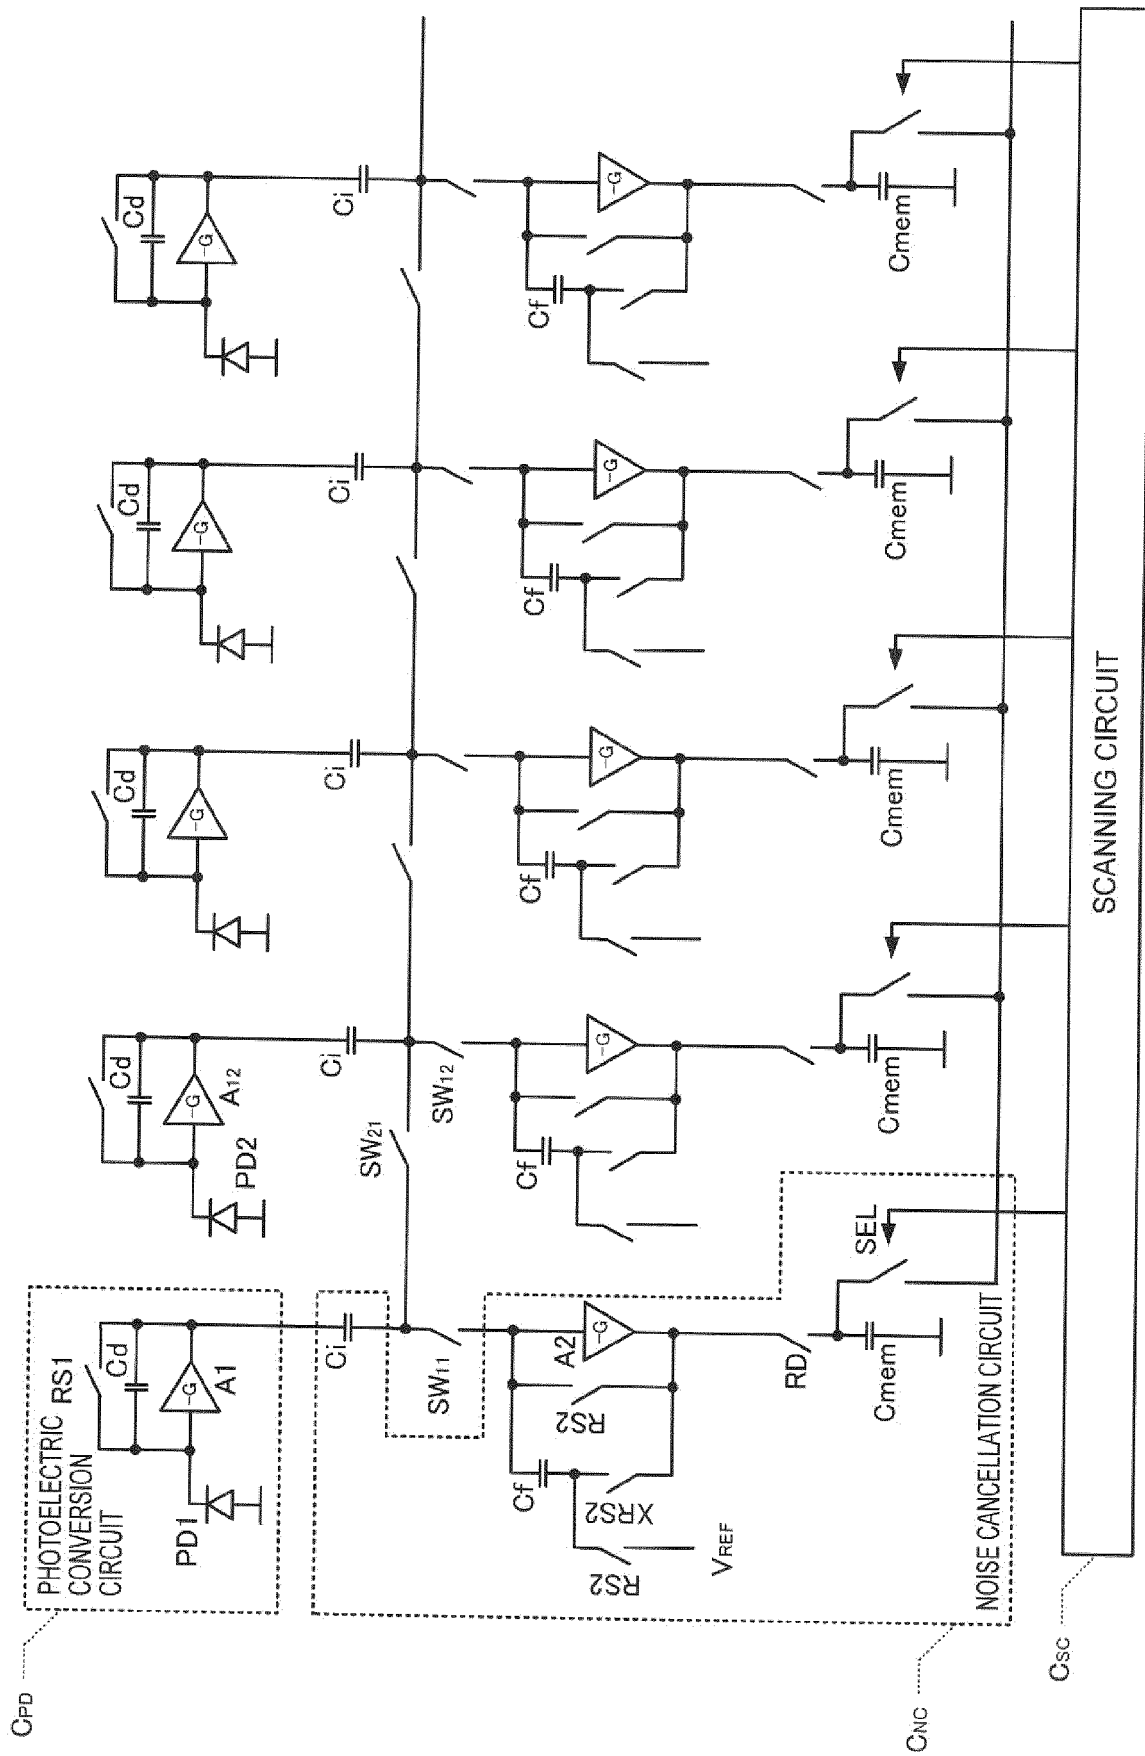 CPD
PHOTOELECTRIC
CONVERSION
CIRCUIT
RS1
Cd
A1
PD1
Cd
A12
PD2
Cd
Cd
Cd
-G
-G
-G
-G
-G
Ci
Ci
Ci
Ci
Ci
SW11
SW21
SW12
Cf
RS2
A2
XRS2
RS2
VREF
Cf
Cf
Cf
Cf
-G
-G
-G
-G
-G
RD
SEL
Cmem
Cmem
Cmem
Cmem
Cmem
NOISE CANCELLATION CIRCUIT
CNC
SCANNING CIRCUIT
CSC